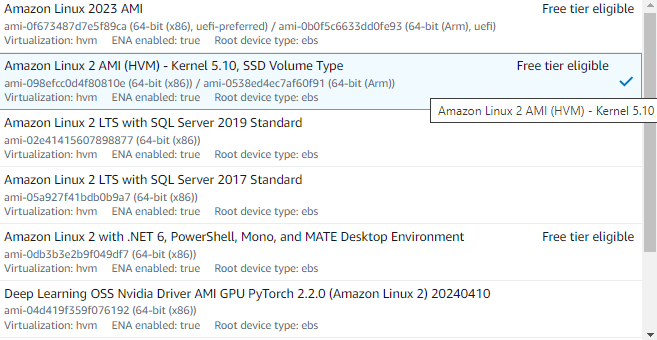 Amazon Linux 2023 AMI Free tier eligible
ami-0f673487d7e5f89ca (64-bit (x86), uefi-preferred) / ami-0b0f5c6633dd0fe93 (64-bit (Arm), uefi)
Virtualization: hvm ENA enabled: true Root device type: ebs
Amazon Linux 2 AMI (HVM) - Kernel 5.10, SSD Volume Type Free tier eligible
ami-098efcc0d4f80810e (64-bit (x86)) / ami-0538ed4ec7af60f91 (64-bit (Arm))
Virtualization: hvm ENA enabled: true Root device type: ebs
Amazon Linux 2 AMI (HVM) - Kernel 5.10
Amazon Linux 2 LTS with SQL Server 2019 Standard
ami-02e41415607898877 (64-bit (x86))
Virtualization: hvm ENA enabled: true Root device type: ebs
Amazon Linux 2 LTS with SQL Server 2017 Standard
ami-05a927f41bdb0b9a7 (64-bit (x86))
Virtualization: hvm ENA enabled: true Root device type: ebs
Amazon Linux 2 with .NET 6, PowerShell, Mono, and MATE Desktop Environment Free tier eligible
ami-0db3b3e2b9f049df7 (64-bit (x86))
Virtualization: hvm ENA enabled: true Root device type: ebs
Deep Learning OSS Nvidia Driver AMI GPU PyTorch 2.2.0 (Amazon Linux 2) 20240410
ami-04d419f359f076192 (64-bit (x86))
Virtualization: hvm ENA enabled: true Root device type: ebs